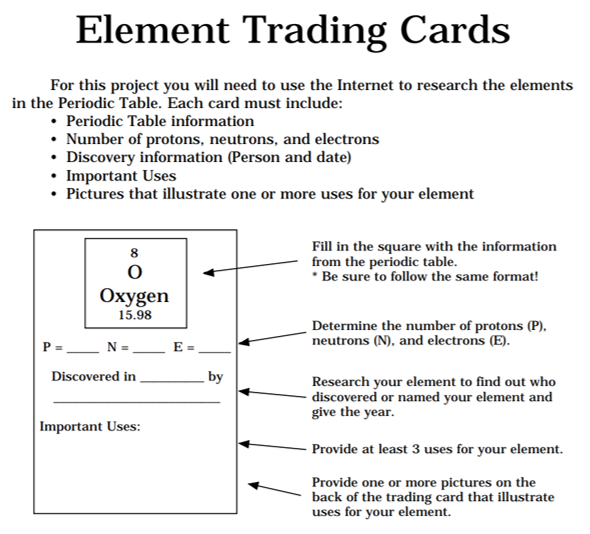 Element Trading Cards
For this project you will need to use the Internet to research the elements
in the Periodic Table. Each card must include:
• Periodic Table information
• Number of protons, neutrons, and electrons
• Discovery information (Person and date)
• Important Uses
• Pictures that illustrate one or more uses for your element
8
O
Oxygen
15.98
P = _____ N = _____ E = _____
Discovered in __________ by
__________________________
Important Uses:
Fill in the square with the information
from the periodic table.
* Be sure to follow the same format!
Determine the number of protons (P),
neutrons (N), and electrons (E).
Research your element to find out who
discovered or named your element and
give the year.
Provide at least 3 uses for your element.
Provide one or more pictures on the
back of the trading card that illustrate
uses for your element.